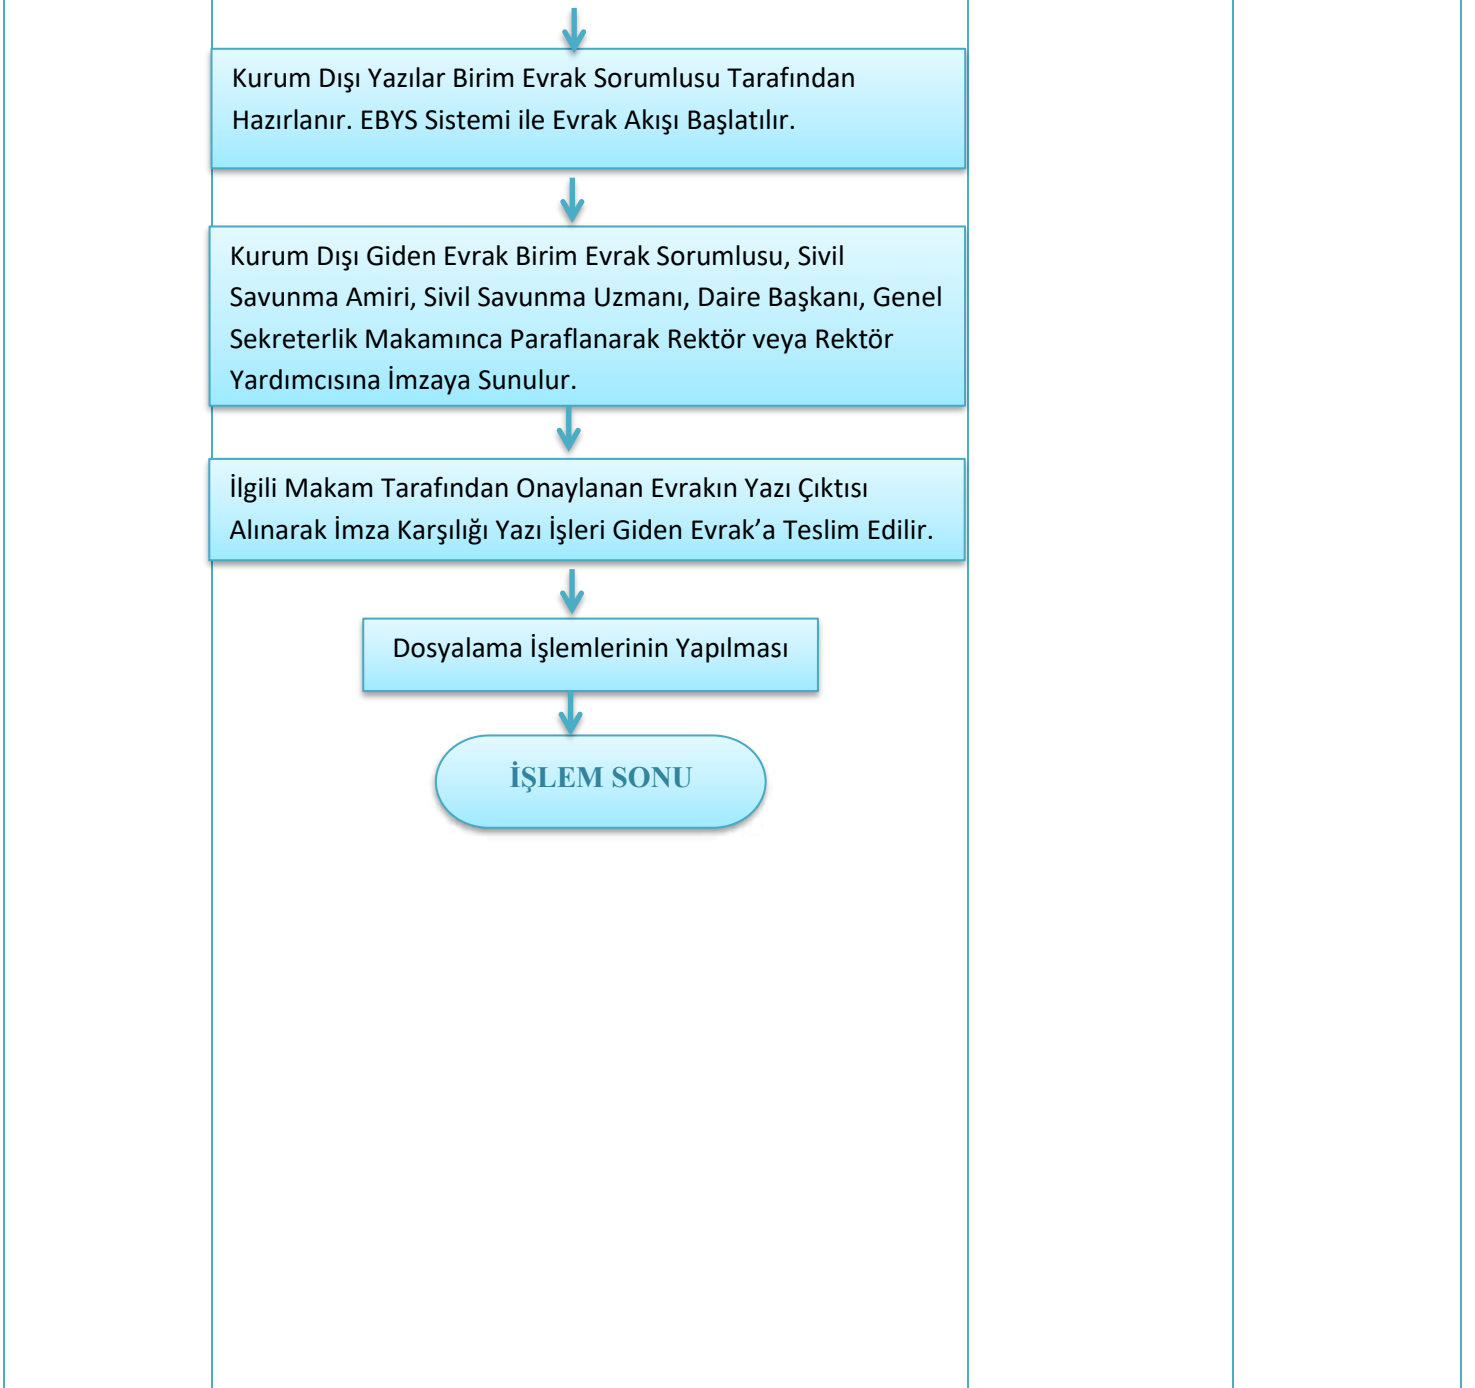 Kurum Dışı Yazılar Birim Evrak Sorumlusu Tarafından
Hazırlanır. EBYS Sistemi ile Evrak Akışı Başlatılır.
Kurum Dışı Giden Evrak Birim Evrak Sorumlusu, Sivil
Savunma Amiri, Sivil Savunma Uzmanı, Daire Başkanı, Genel
Sekreterlik Makamınca Paraflanarak Rektör veya Rektör
Yardımcısına İmzaya Sunulur.
İlgili Makam Tarafından Onaylanan Evrakın Yazı Çıktısı
Alınarak İmza Karşılığı Yazı İşleri Giden Evrak’a Teslim Edilir.
Dosyalama İşlemlerinin Yapılması
İŞLEM SONU